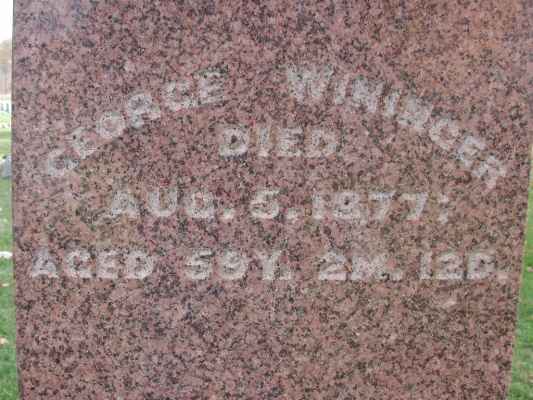 GEORGE WININGER
DIED
AUG. 5. 1877;
AGED 59Y. 2M. 12D.